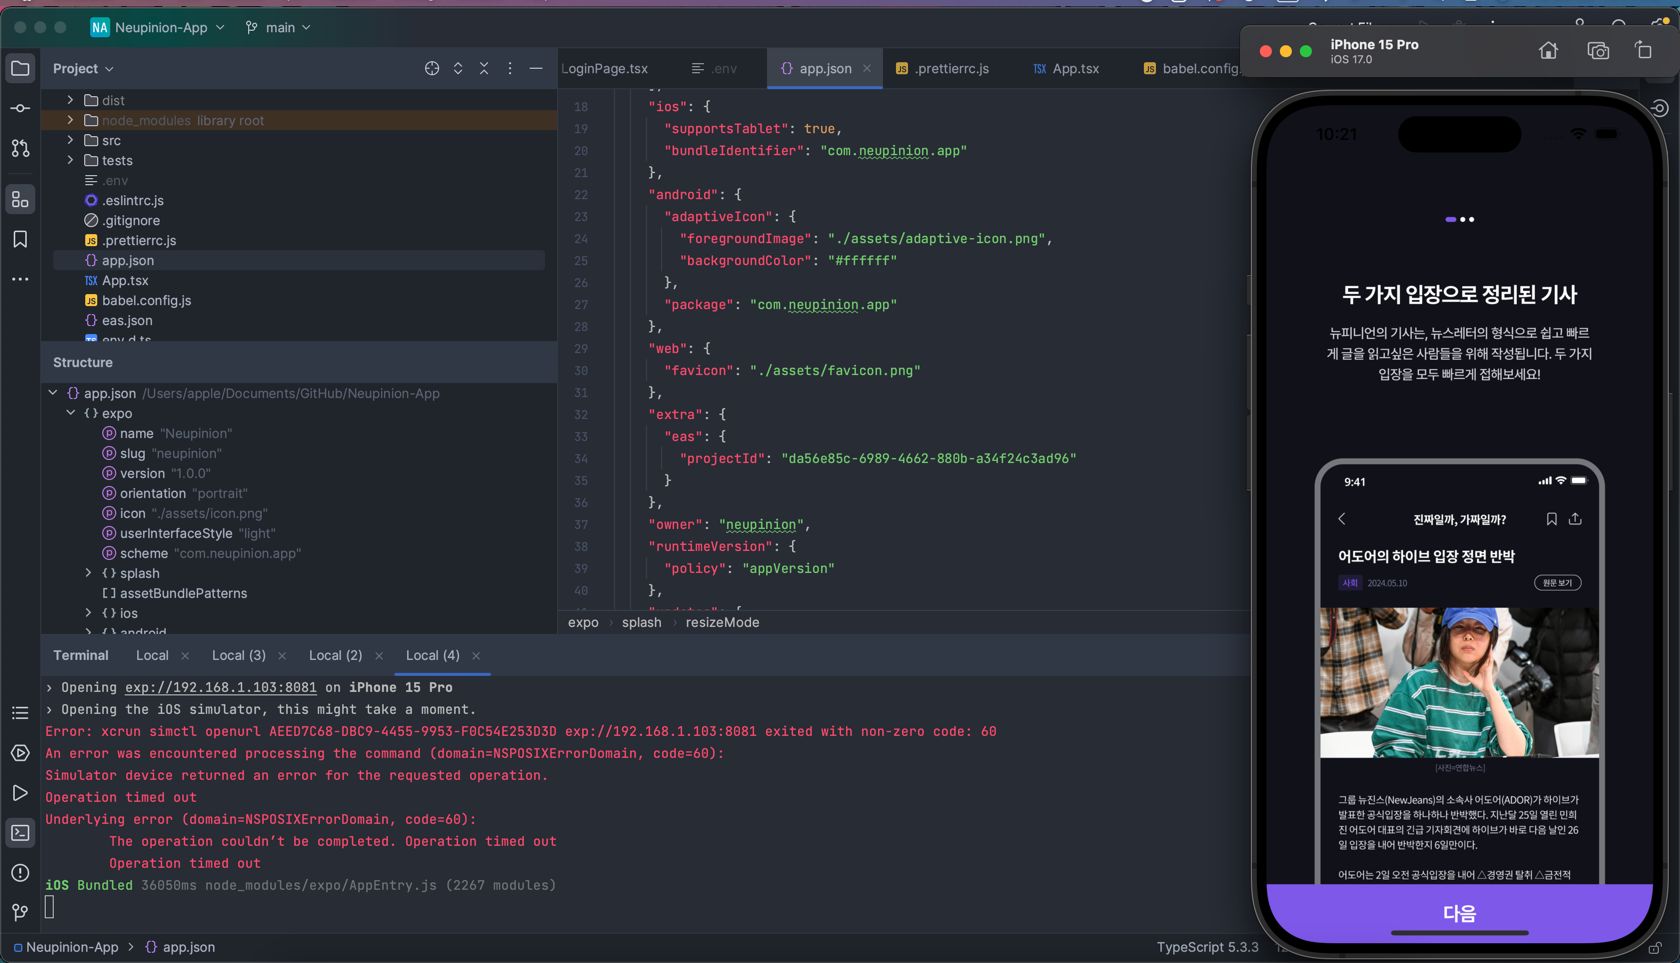 NA Neupinion-App main
iPhone 15 Pro
iOS 17.0
Project
LoginPage.tsx
.env
{} app.json
JS .prettierrc.js
TSX App.tsx
JS babel.config.
dist
node_modules library root
src
tests
.env
.eslintrc.js
.gitignore
JS .prettierrc.js
{} app.json
TSX App.tsx
JS babel.config.js
{} eas.json
env.d.ts
Structure
{} app.json /Users/apple/Documents/GitHub/Neupinion-App
{} expo
name "Neupinion"
slug "neupinion"
version "1.0.0"
orientation "portrait"
icon "./assets/icon.png"
userInterfaceStyle "light"
scheme "com.neupinion.app"
{} splash
[] assetBundlePatterns
{} ios
{} android
18 "ios": {
19 "supportsTablet": true,
20 "bundleIdentifier": "com.neupinion.app"
21 },
22 "android": {
23 "adaptiveIcon": {
24 "foregroundImage": "./assets/adaptive-icon.png",
25 "backgroundColor": "#ffffff"
26 },
27 "package": "com.neupinion.app"
28 },
29 "web": {
30 "favicon": "./assets/favicon.png"
31 },
32 "extra": {
33 "eas": {
34 "projectId": "da56e85c-6989-4662-880b-a34f24c3ad96"
35 }
36 },
37 "owner": "neupinion",
38 "runtimeVersion": {
39 "policy": "appVersion"
40 },
expo › splash › resizeMode
Terminal Local × Local (3) × Local (2) × Local (4) ×
› Opening exp://192.168.1.103:8081 on iPhone 15 Pro
› Opening the iOS simulator, this might take a moment.
Error: xcrun simctl openurl AEED7C68-DBC9-4455-9953-F0C54E253D3D exp://192.168.1.103:8081 exited with non-zero code: 60
An error was encountered processing the command (domain=NSPOSIXErrorDomain, code=60):
Simulator device returned an error for the requested operation.
Operation timed out
Underlying error (domain=NSPOSIXErrorDomain, code=60):
The operation couldn’t be completed. Operation timed out
Operation timed out
iOS Bundled 36050ms node_modules/expo/AppEntry.js (2267 modules)
Neupinion-App › {} app.json
TypeScript 5.3.3
10:21
두 가지 입장으로 정리된 기사
뉴피니언의 기사는, 뉴스레터의 형식으로 쉽고 빠르
게 글을 읽고싶은 사람들을 위해 작성됩니다. 두 가지
입장을 모두 빠르게 접해보세요!
9:41
진짜일까, 가짜일까?
어도어의 하이브 입장 정면 반박
사회 2024.05.10
원문 보기
[사진=연합뉴스]
그룹 뉴진스(NewJeans)의 소속사 어도어(ADOR)가 하이브가
발표한 공식입장을 하나하나 반박했다. 지난달 25일 열린 민희
진 어도어 대표의 긴급 기자회견에 하이브가 바로 다음 날인 26
일 입장을 내어 반박한지 6일만이다.
어도어는 2일 오전 공식입장을 내어 △경영권 탈취 △금전적
다음